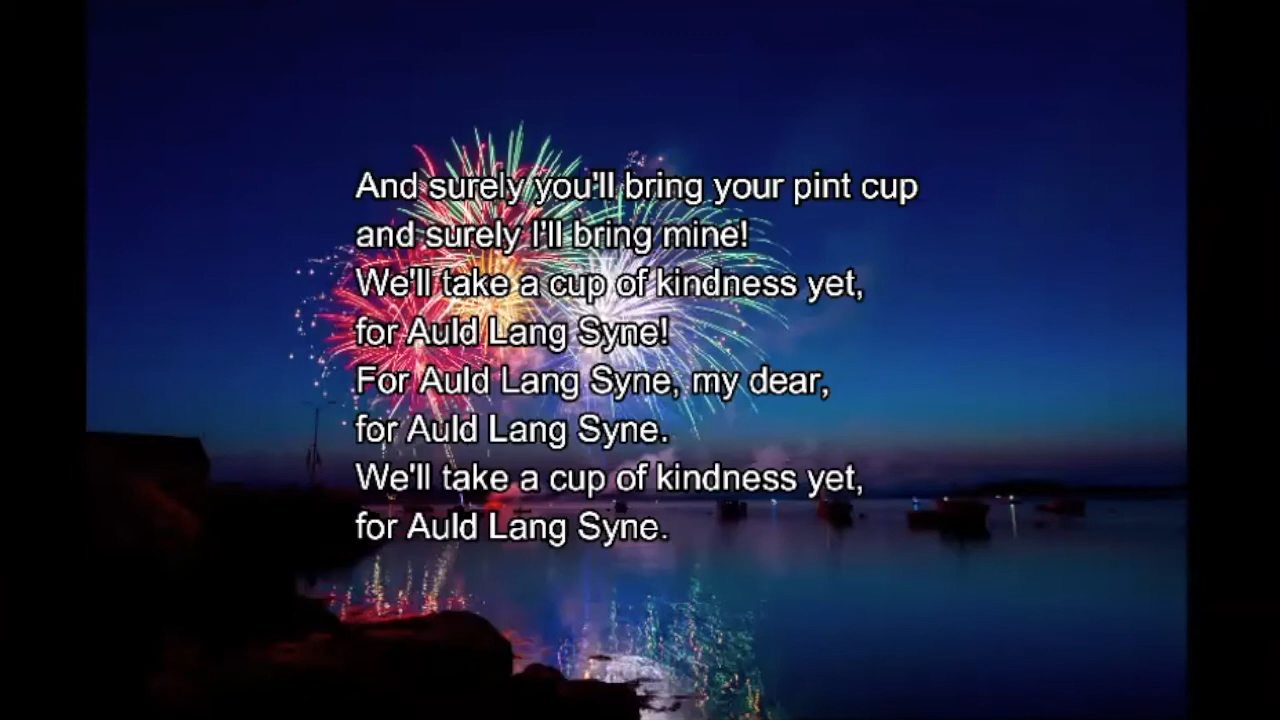 And surely you'll bring your pint cup
and surely I'll bring mine!
We'll take a cup of kindness yet,
for Auld Lang Syne!
For Auld Lang Syne, my dear,
for Auld Lang Syne.
We'll take a cup of kindness yet,
for Auld Lang Syne.